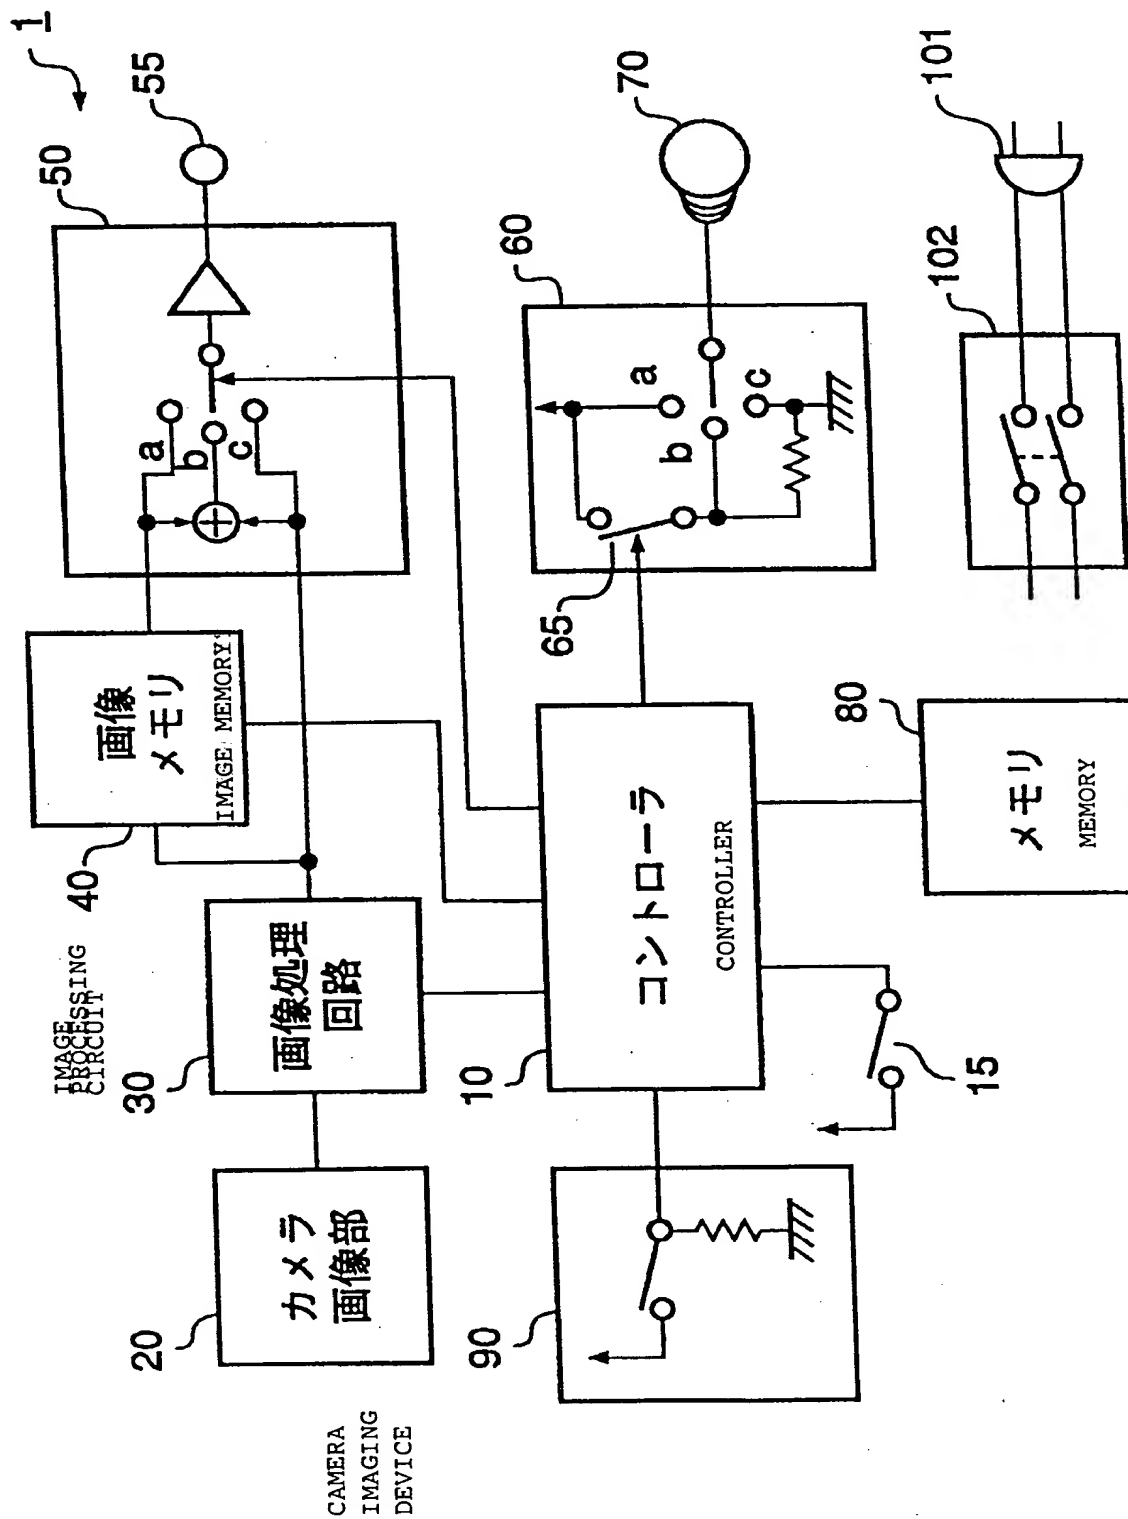 1
50
55
a
b
c
画像
メモリ
IMAGE MEMORY
40
IMAGE
PROCESSING
CIRCUIT
30
画像処理
回路
20
カメラ
画像部
CAMERA
IMAGING
DEVICE
60
70
a
b
c
65
10
コントローラ
CONTROLLER
90
15
80
メモリ
MEMORY
101
102